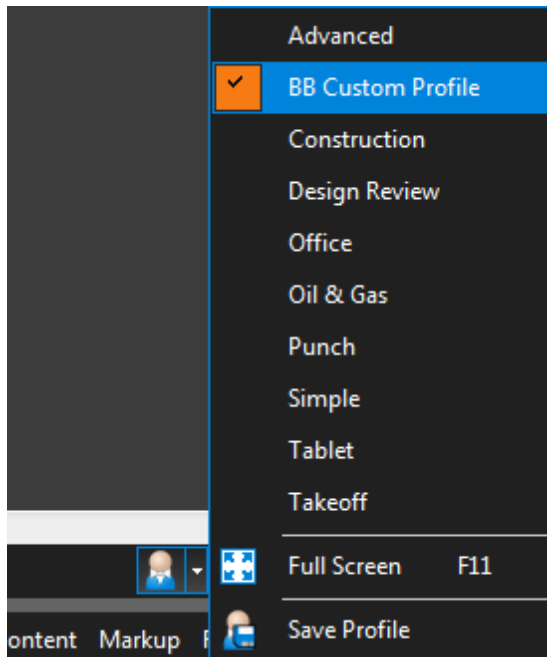 Advanced
BB Custom Profile
Construction
Design Review
Office
Oil & Gas
Punch
Simple
Tablet
Takeoff
Full Screen F11
Save Profile
Markup